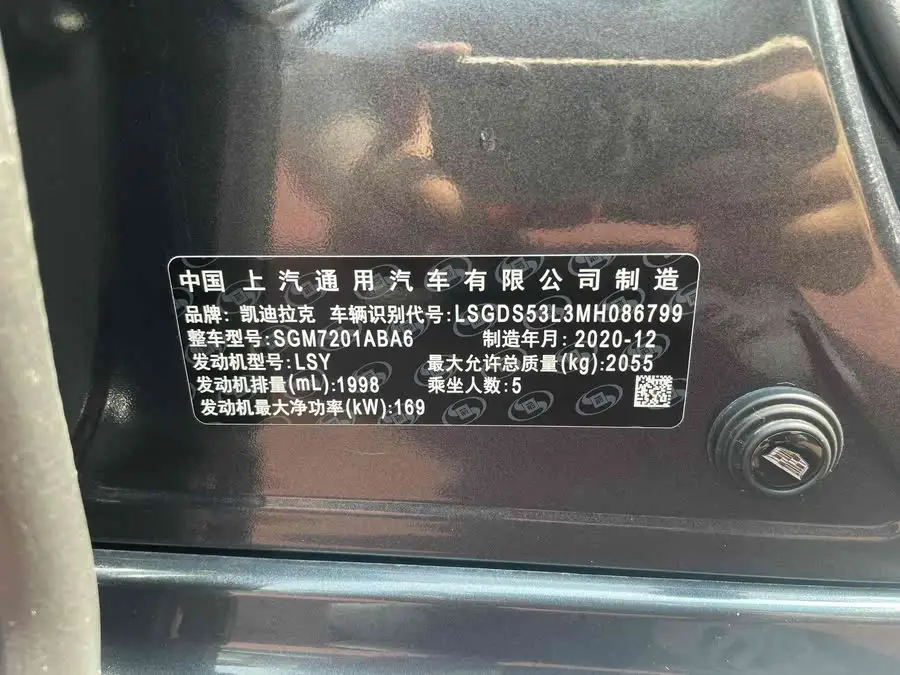 中国 上汽通用汽车有限公司制造
品牌: 凯迪拉克 车辆识别代号:LSGDS53L3MH086799
整车型号:SGM7201ABA6 制造年月: 2020-12
发动机型号:LSY 最大允许总质量(kg):2055
发动机排量(mL):1998 乘坐人数:5
发动机最大净功率(kW):169